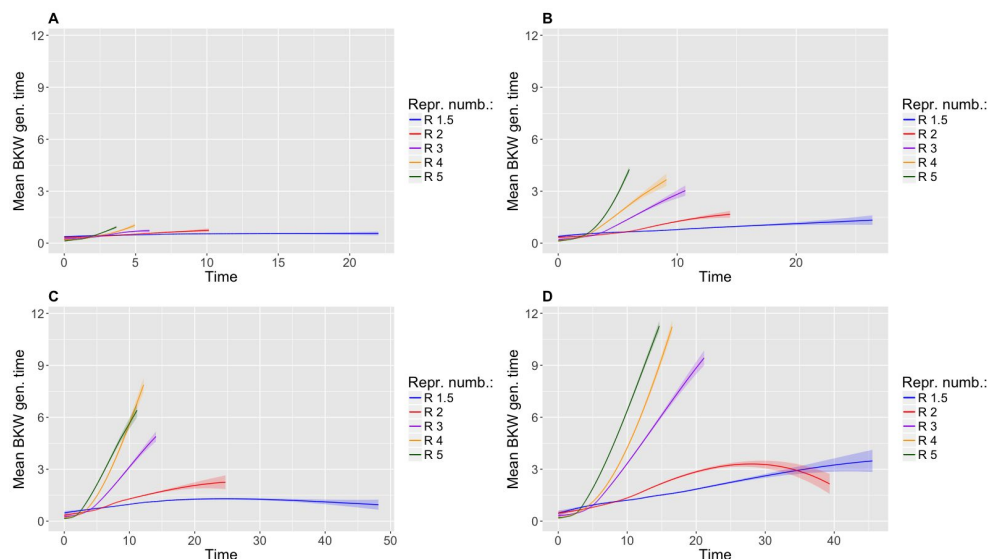 A
12
9
6
3
0
Mean BKW gen. time
0 5 10 15 20
Time
Repr. numb.:
R 1.5
R 2
R 3
R 4
R 5
B
12
9
6
3
0
Mean BKW gen. time
0 10 20
Time
Repr. numb.:
R 1.5
R 2
R 3
R 4
R 5
C
12
9
6
3
0
Mean BKW gen. time
0 10 20 30 40 50
Time
Repr. numb.:
R 1.5
R 2
R 3
R 4
R 5
D
12
9
6
3
0
Mean BKW gen. time
0 10 20 30 40
Time
Repr. numb.:
R 1.5
R 2
R 3
R 4
R 5